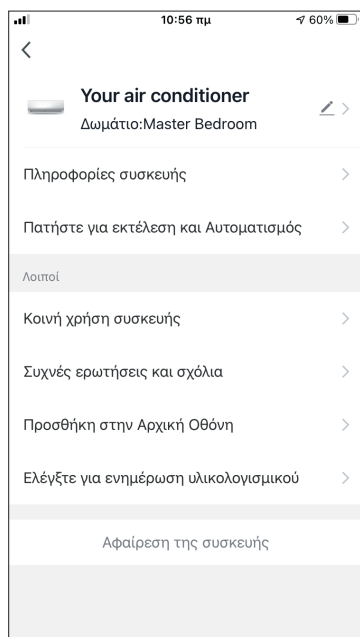 10:56 πμ 60%
Your air conditioner
Δωμάτιο:Master Bedroom
Πληροφορίες συσκευής
Πατήστε για εκτέλεση και Αυτοματισμός
Λοιποί
Κοινή χρήση συσκευής
Συχνές ερωτήσεις και σχόλια
Προσθήκη στην Αρχική Οθόνη
Ελέγξτε για ενημέρωση υλικολογισμικού
Αφαίρεση της συσκευής